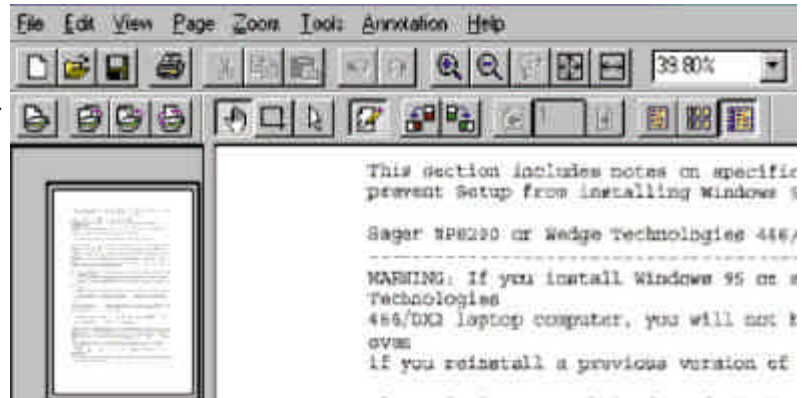 File Edit View Page Zoom Tools Annotation Help
39.80%
1
This section includes notes on specific
prevent Setup from installing Windows 9
Sager NP8200 or Wedge Technologies 466/
------------------------------------------
WARNING: If you install Windows 95 on a
Technologies
466/DX2 laptop computer, you will not b
even
if you reinstall a previous version of